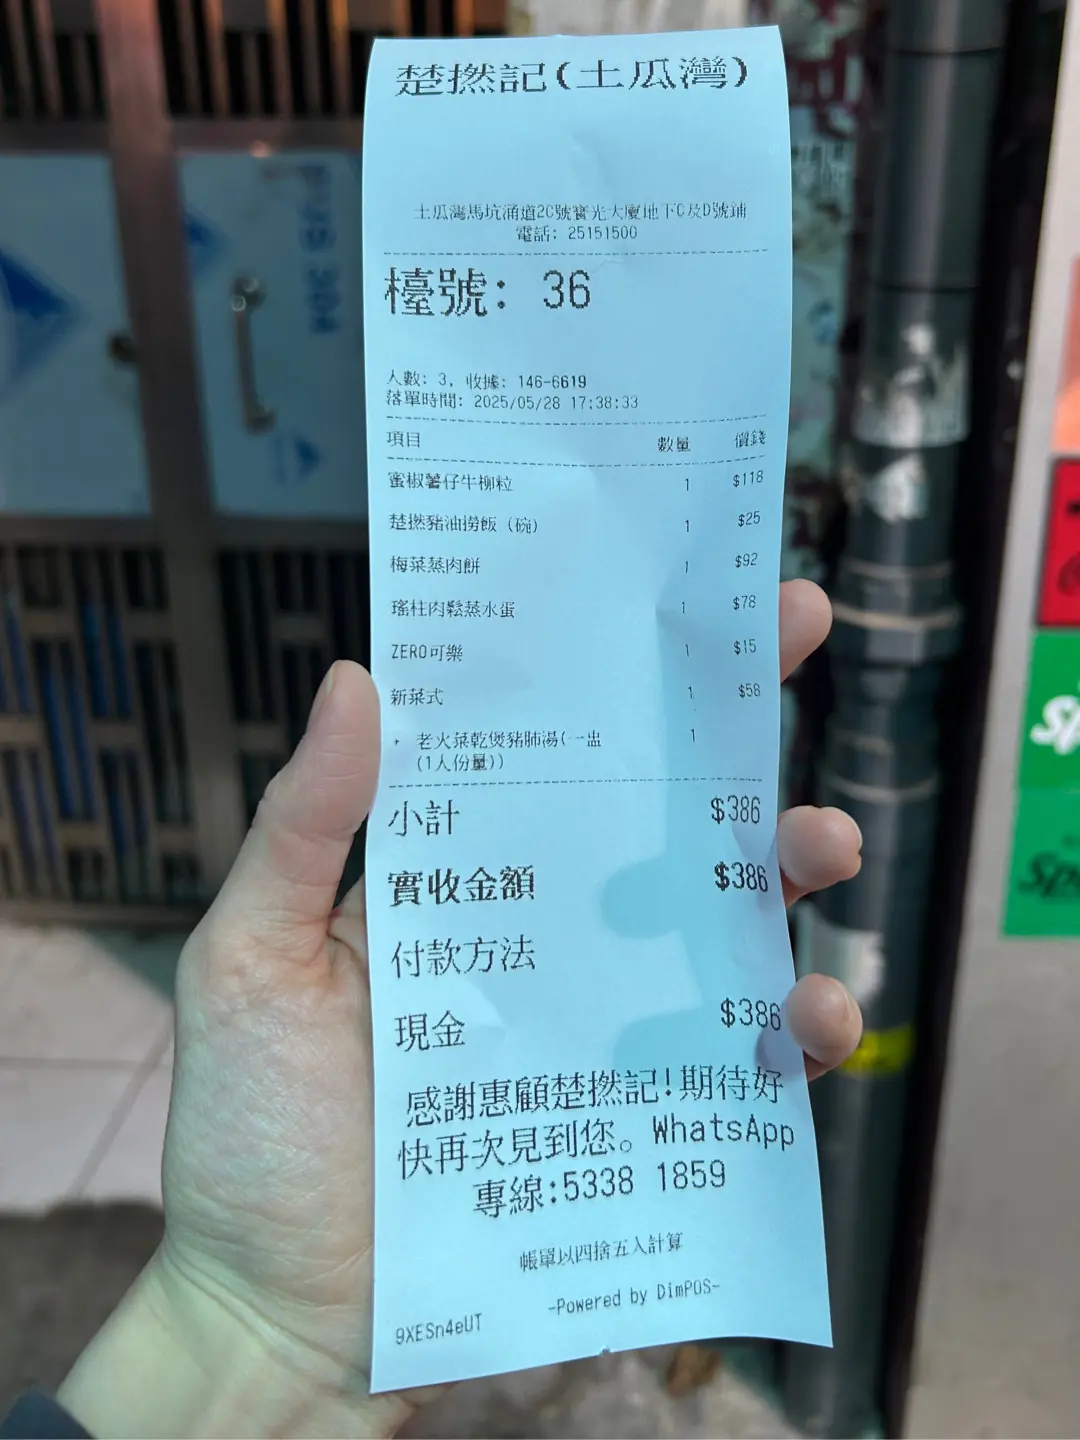 楚撚記(土瓜灣)
土瓜灣馬坑涌道2C號寳光大廈地下C及D號鋪
電話: 25151500
檯號: 36
人數: 3, 收據: 146-6619
落單時間: 2025/05/28 17:38:33
項目 數量 價錢
蜜椒薯仔牛柳粒 1 $118
楚撚豬油撈飯 (碗) 1 $25
梅菜蒸肉餅 1 $92
瑤柱肉鬆蒸水蛋 1 $78
ZERO可樂 1 $15
新菜式 1 $58
老火菜乾煲豬肺湯(一盅 1
(1人份量))
小計 $386
實收金額 $386
付款方法
現金 $386
感謝惠顧楚撚記!期待好
快再次見到您。WhatsApp
專線:5338 1859
帳單以四捨五入計算
-Powered by DimPOS-
9XESn4eUT